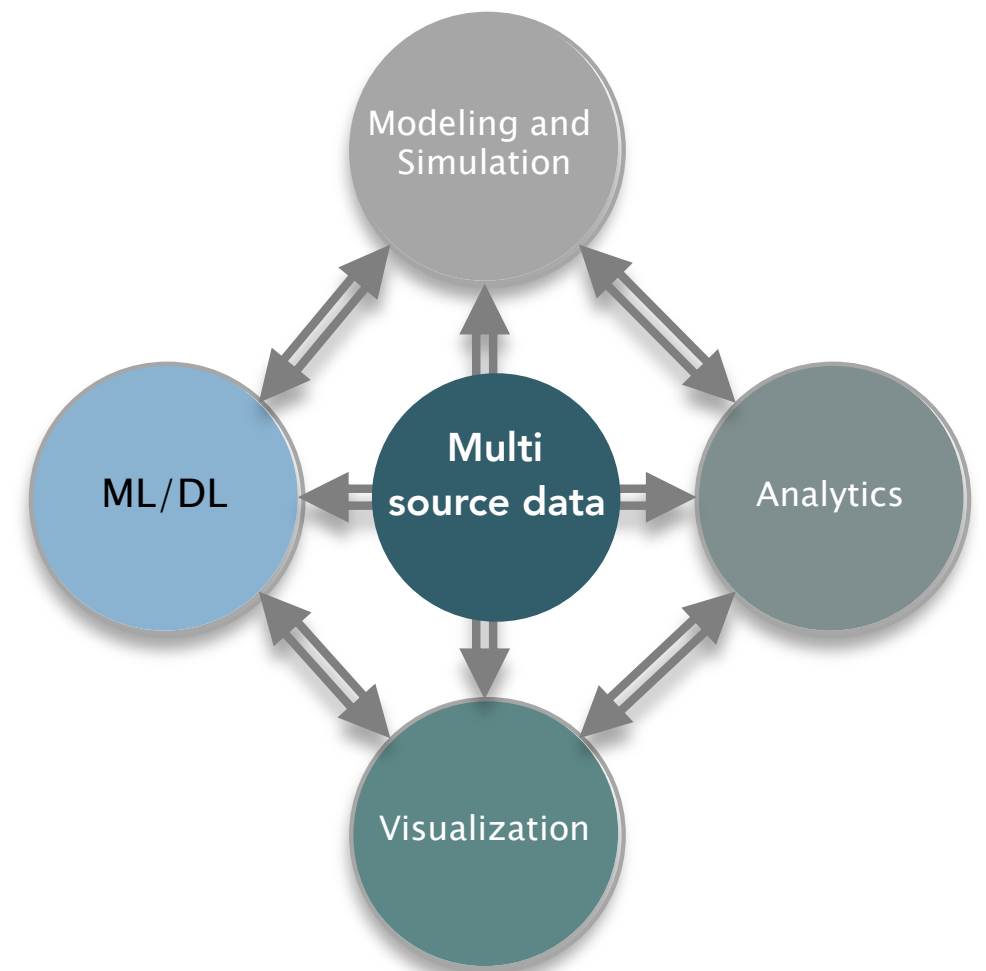 Modeling and
Simulation
Multi
source data
ML/DL
Analytics
Visualization